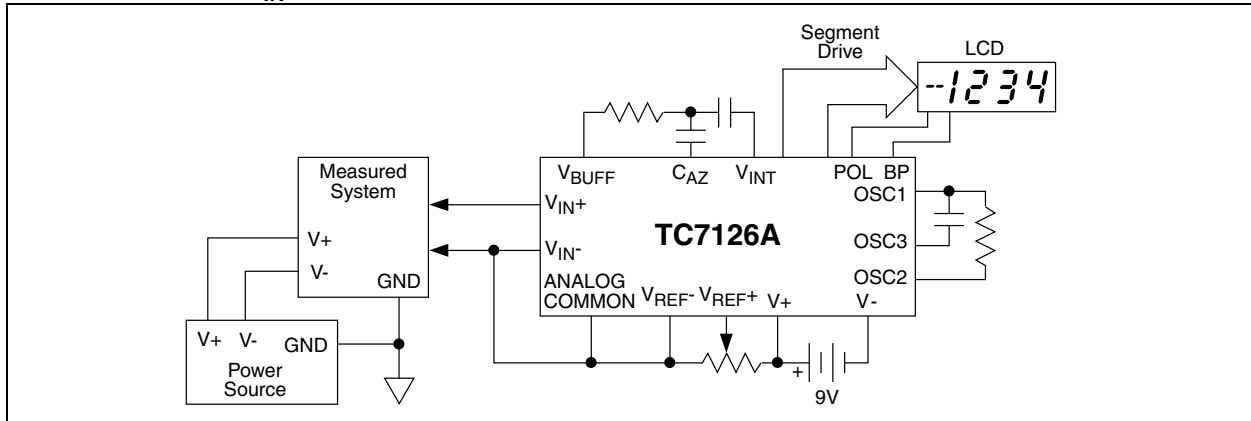 IN
Segment
Drive
LCD
--1234
Measured
System
V+
V-
GND
V+ V- GND
Power
Source
VBUFF CAZ VINT POL BP
VIN+
VIN-
TC7126A
OSC1
OSC3
OSC2
ANALOG
COMMON VREF- VREF+ V+ V-
+
9V